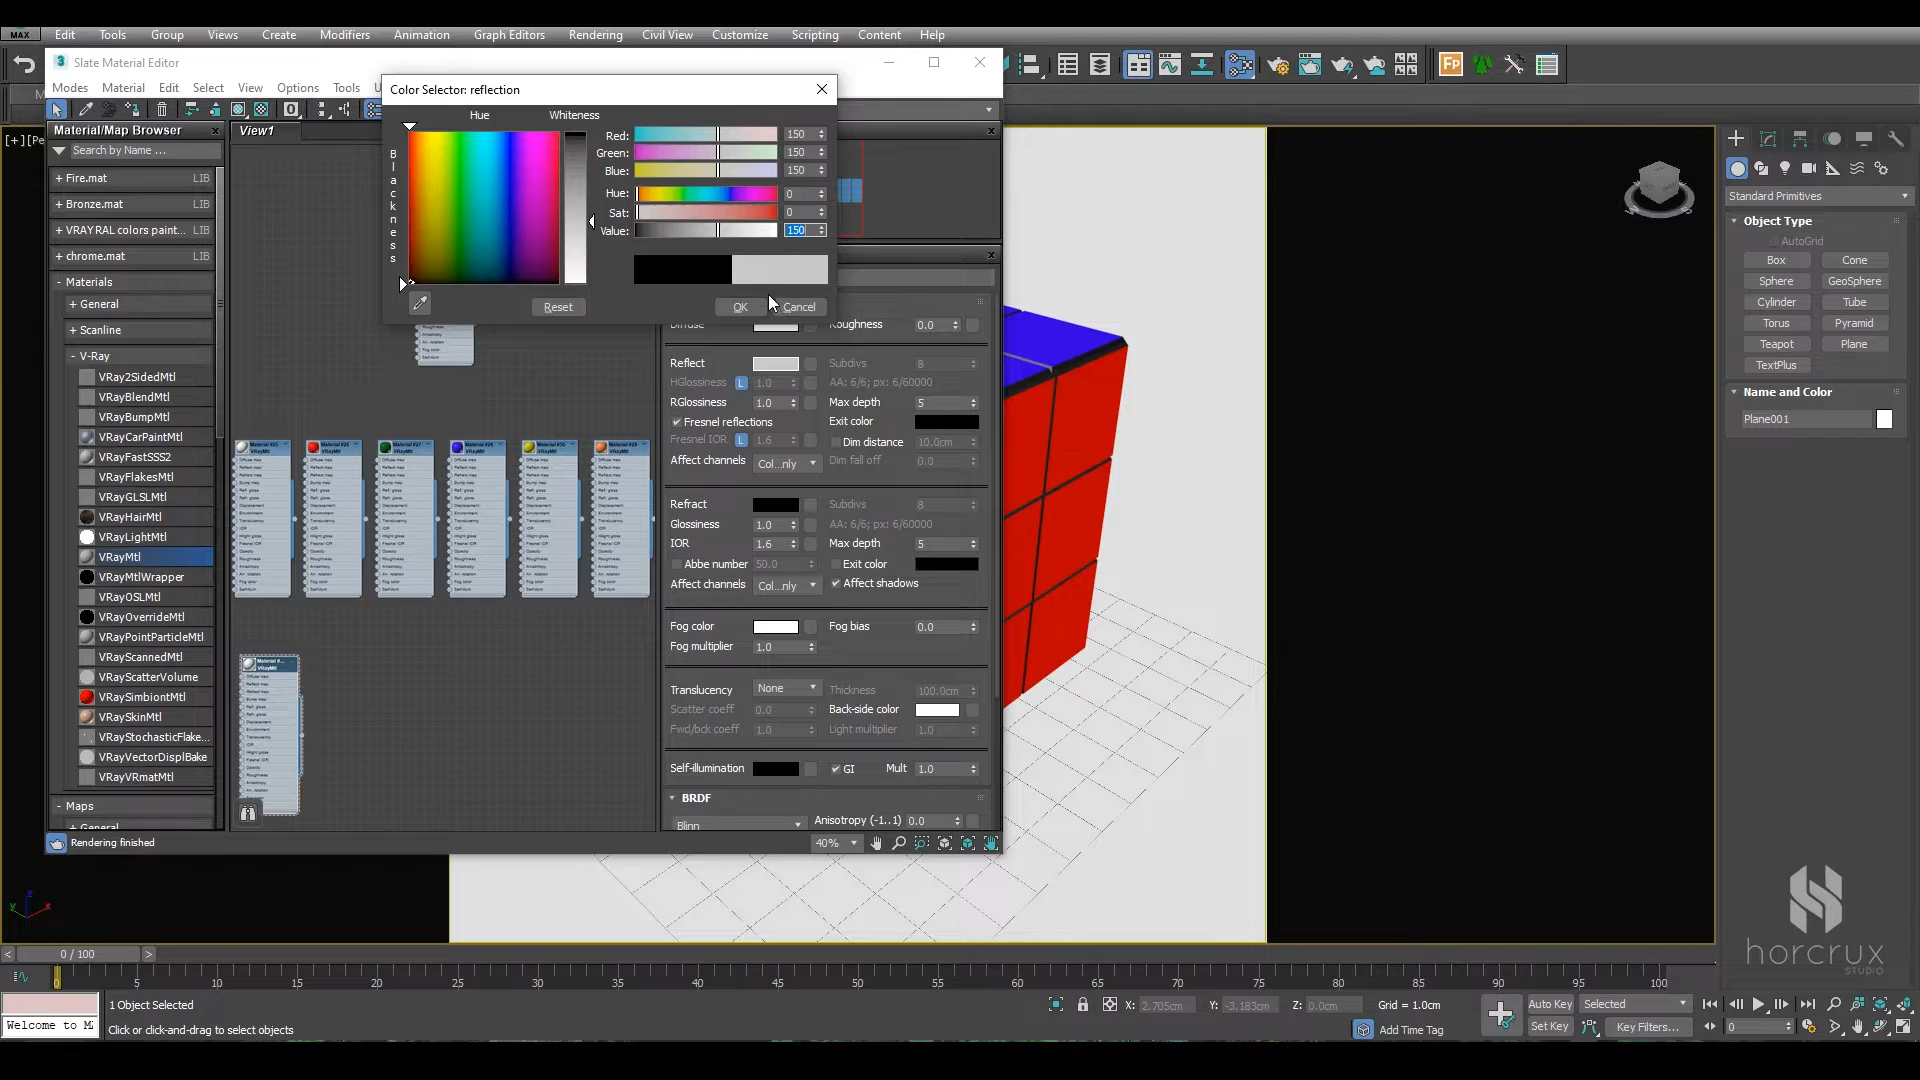 MAX Edit Tools Group Views Create Modifiers Animation Graph Editors Rendering Civil View Customize Scripting Content Help
3 Slate Material Editor
Modes Material Edit Select View Options Tools
Color Selector: reflection
Hue Whiteness
Blackness
Red: 150
Green: 150
Blue: 150
Hue: 0
Sat: 0
Value: 150
Reset OK Cancel
Material/Map Browser
Search by Name ...
+ Fire.mat LIB
+ Bronze.mat LIB
+ VRAY RAL colors paint... LIB
+ chrome.mat LIB
- Materials
+ General
+ Scanline
- V-Ray
VRay2SidedMtl
VRayBlendMtl
VRayBumpMtl
VRayCarPaintMtl
VRayFastSSS2
VRayFlakesMtl
VRayGLSLMtl
VRayHairMtl
VRayLightMtl
VRayMtl
VRayMtlWrapper
VRayOSLMtl
VRayOverrideMtl
VRayPointParticleMtl
VRayScannedMtl
VRayScatterVolume
VRaySimbiontMtl
VRaySkinMtl
VRayStochasticFlake...
VRayVectorDisplBake
VRayVRmatMtl
- Maps
View1
Diffuse Roughness 0.0
Reflect Subdivs 8
HGlossiness L 1.0 AA: 6/6; px: 6/60000
RGlossiness 1.0 Max depth 5
Fresnel reflections Exit color
Fresnel IOR L 1.6 Dim distance 10.0cm
Affect channels Col...nly Dim fall off 0.0
Refract Subdivs 8
Glossiness 1.0 AA: 6/6; px: 6/60000
IOR 1.6 Max depth 5
Abbe number 50.0 Exit color
Affect channels Col...nly Affect shadows
Fog color Fog bias 0.0
Fog multiplier 1.0
Translucency None Thickness 100.0cm
Scatter coeff 0.0 Back-side color
Fwd/bck coeff 1.0 Light multiplier 1.0
Self-illumination GI Mult 1.0
BRDF
Blinn Anisotropy (-1..1) 0.0
Rendering finished 40%
Standard Primitives
Object Type
AutoGrid
Box Cone
Sphere GeoSphere
Cylinder Tube
Torus Pyramid
Teapot Plane
TextPlus
Name and Color
Plane001
horcrux
STUDIO
< 0 / 100 >
0 5 10 15 20 25 30 35 40 45 50 55 60 65 70 75 80 85 90 95 100
1 Object Selected X: 2.705cm Y: -3.183cm Z: 0.0cm Grid = 1.0cm Auto Key Selected
Welcome to M Click or click-and-drag to select objects Add Time Tag Set Key Key Filters... 0